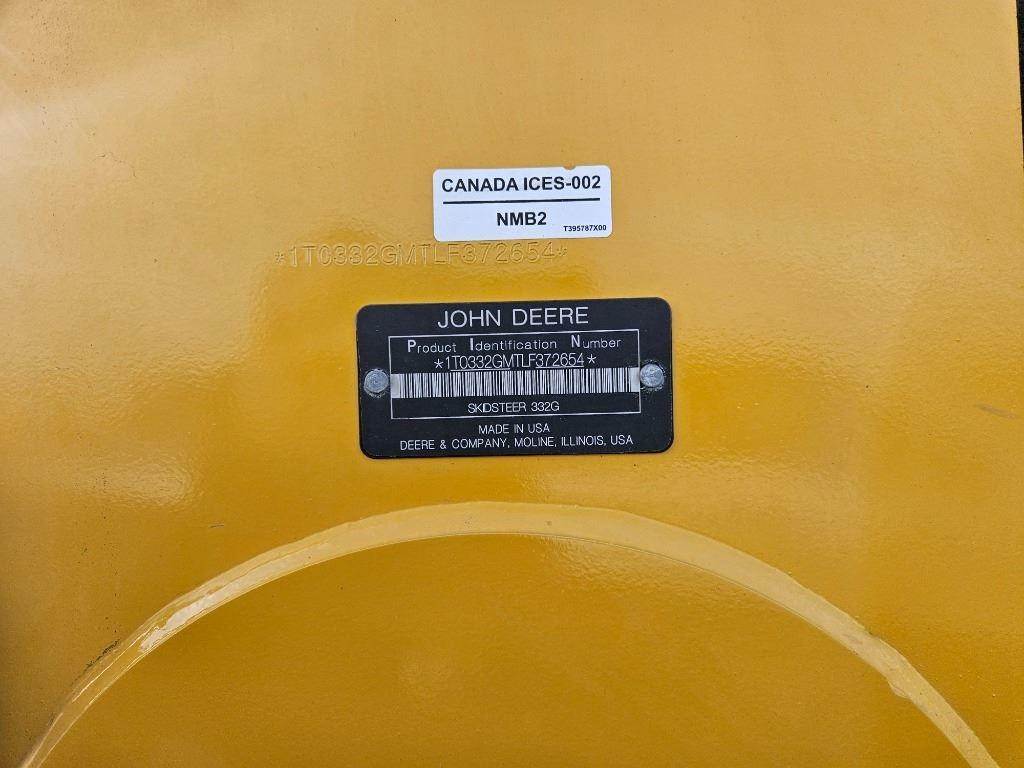 CANADA ICES-002
NMB2
T395787X00
*1T0332GMTLF372654*
JOHN DEERE
Product Identification Number
*1T0332GMTLF372654*
SKIDSTEER 332G
MADE IN USA
DEERE & COMPANY, MOLINE, ILLINOIS, USA